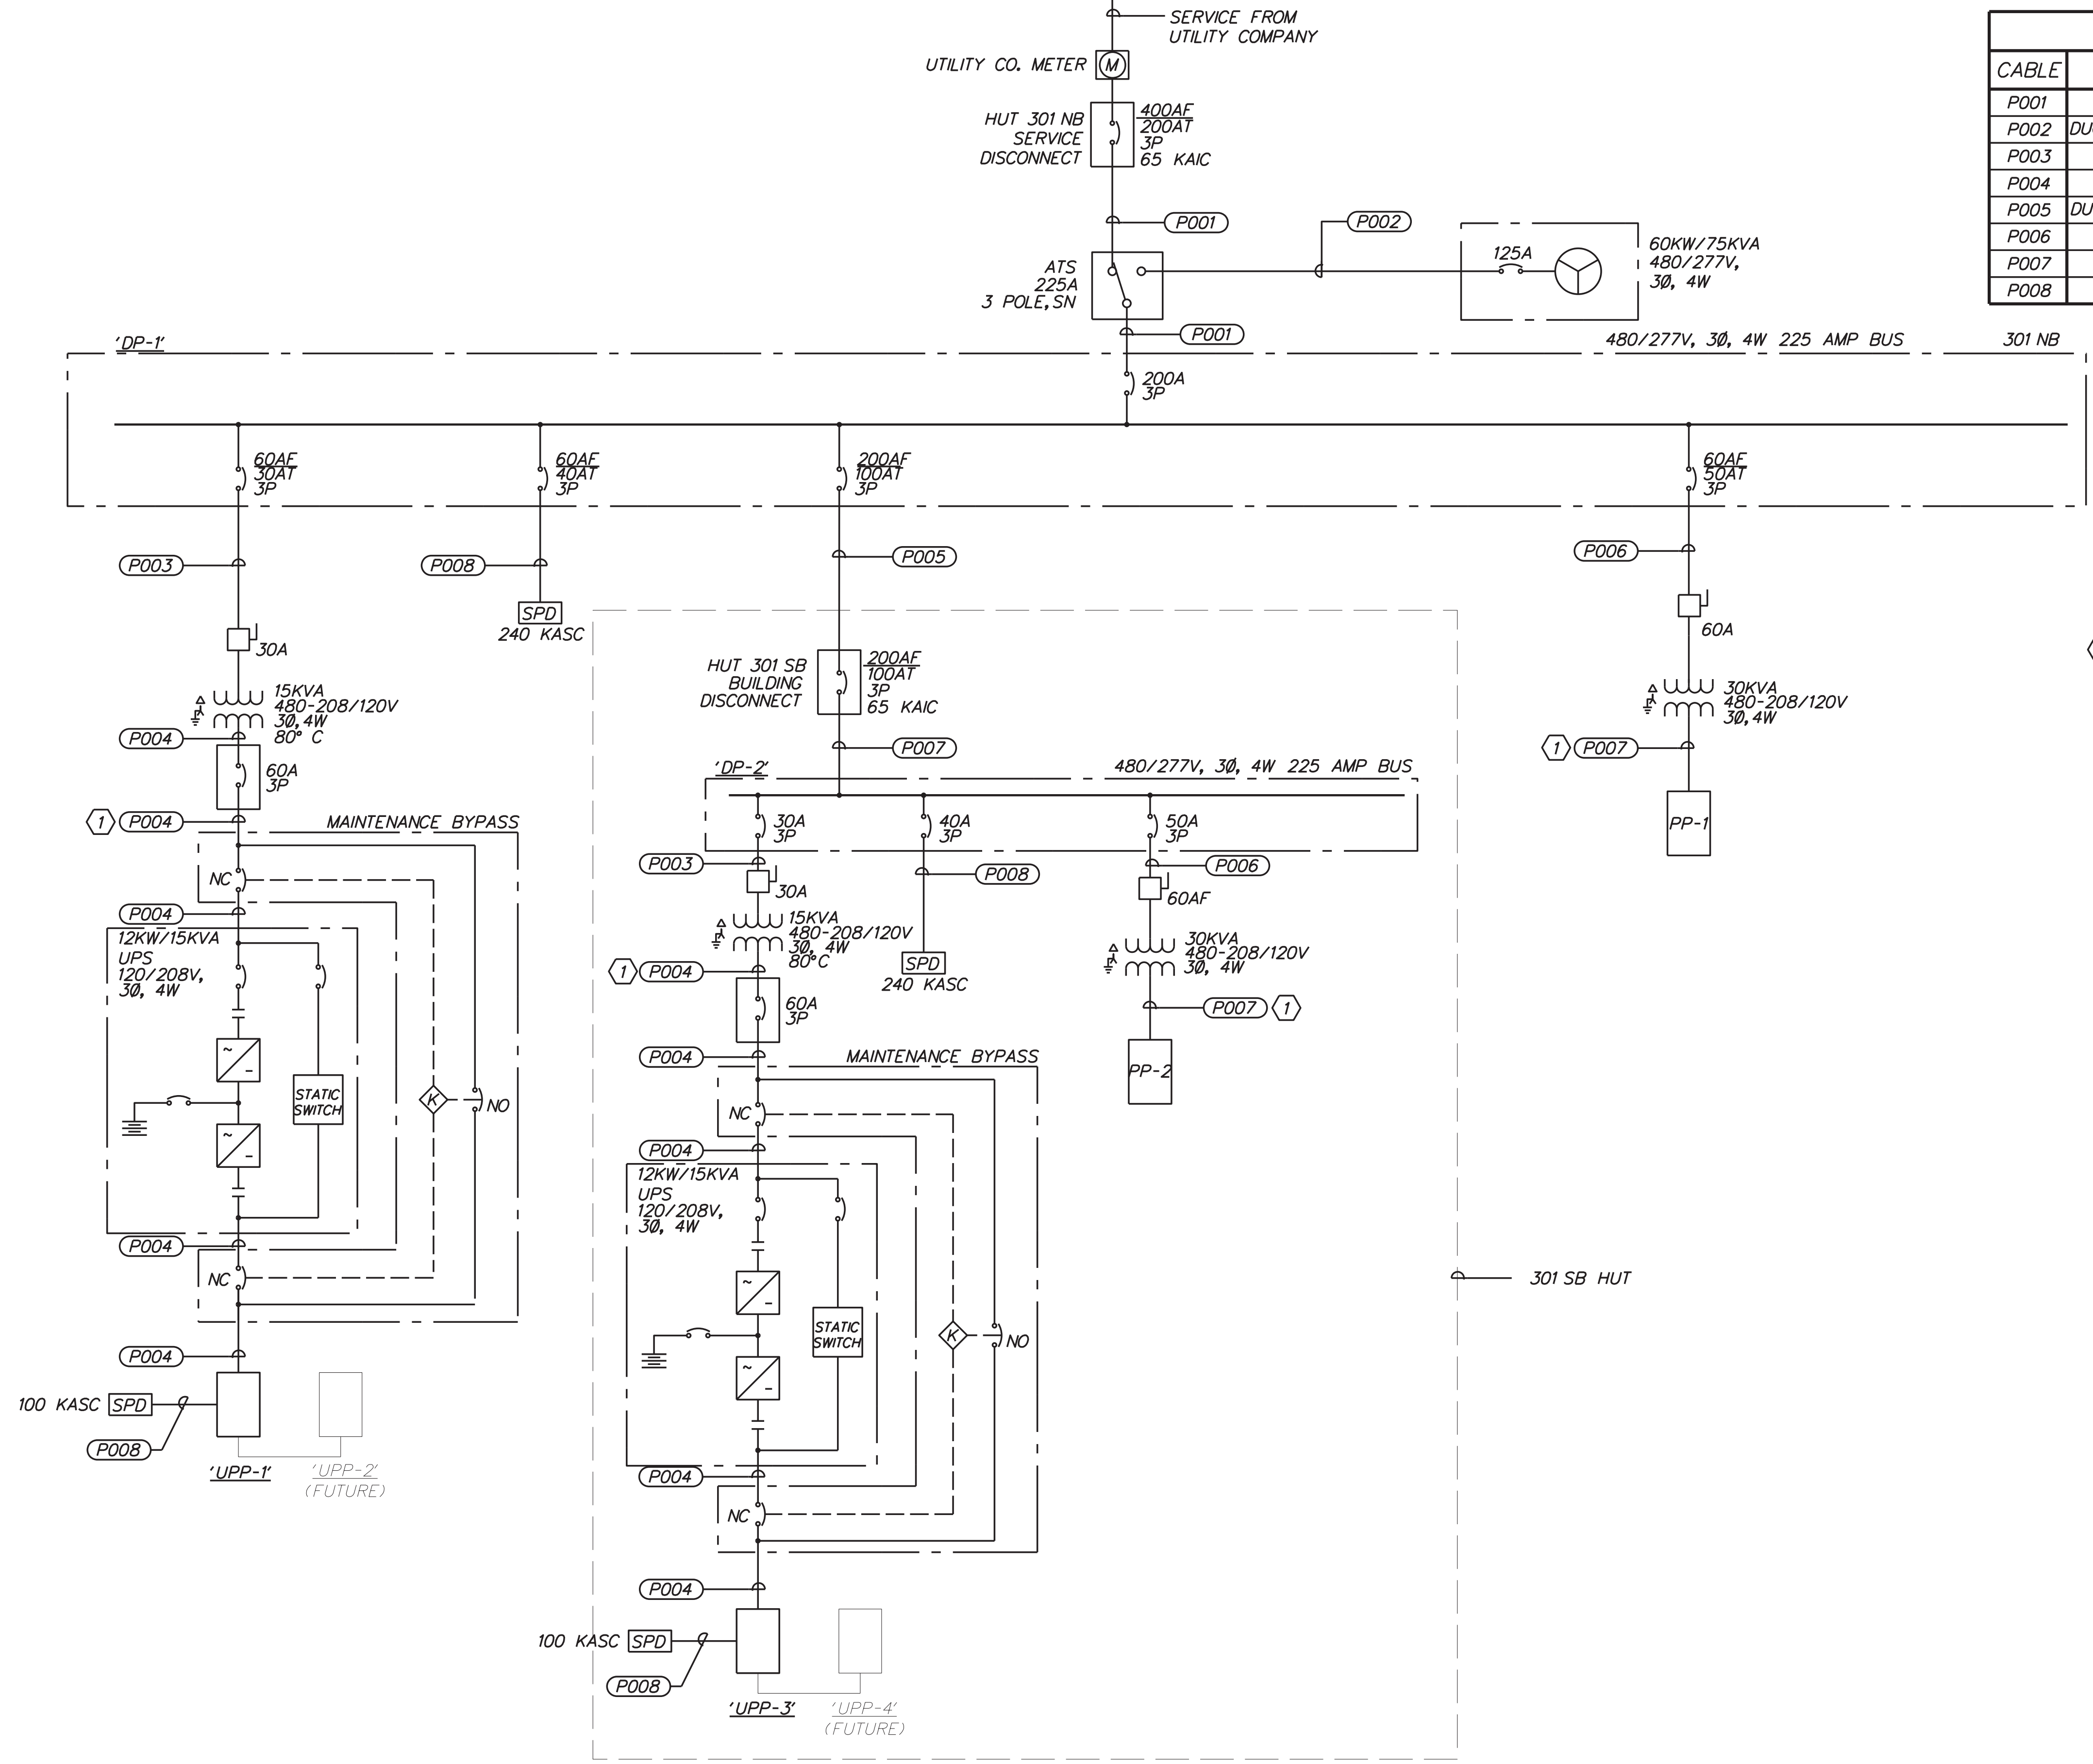 SERVICE FROM
UTILITY COMPANY
UTILITY CO. METER
M
HUT 301 NB
SERVICE
DISCONNECT
400AF
200AT
3P
65 KAIC
P001
P002
ATS
225A
3 POLE, SN
125A
60KW/75KVA
480/277V,
3Ø, 4W
P001
CABLE
P001
P002
P003
P004
P005
P006
P007
P008
'DP-1'
480/277V, 3Ø, 4W 225 AMP BUS
301 NB
200A
3P
60AF
30AT
3P
60AF
40AT
3P
200AF
100AT
3P
60AF
50AT
3P
P003
P008
P005
P006
SPD
240 KASC
30A
60A
15KVA
480-208/120V
3Ø, 4W
80° C
P004
60A
3P
HUT 301 SB
BUILDING
DISCONNECT
200AF
100AT
3P
65 KAIC
P007
30KVA
480-208/120V
3Ø, 4W
1
P007
PP-1
'DP-2'
480/277V, 3Ø, 4W 225 AMP BUS
30A
3P
40A
3P
50A
3P
1
P004
MAINTENANCE BYPASS
NC
P004
12KW/15KVA
UPS
120/208V,
3Ø, 4W
~
-
STATIC
SWITCH
~
-
K
NO
P004
NC
P004
100 KASC
SPD
P008
'UPP-1'
'UPP-2'
(FUTURE)
P003
30A
P008
P006
60AF
15KVA
480-208/120V
3Ø, 4W
80°C
SPD
240 KASC
30KVA
480-208/120V
3Ø, 4W
1
P004
60A
3P
P007
1
PP-2
P004
MAINTENANCE BYPASS
NC
P004
12KW/15KVA
UPS
120/208V,
3Ø, 4W
~
-
STATIC
SWITCH
~
-
K
NO
301 SB HUT
P004
NC
P004
100 KASC
SPD
P008
'UPP-3'
'UPP-4'
(FUTURE)